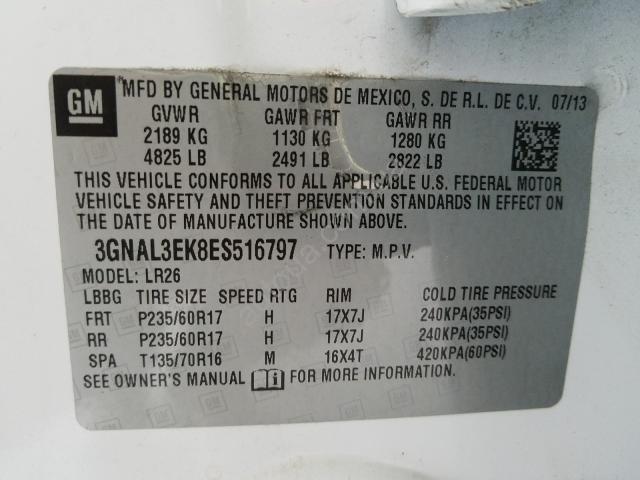 GM
MFD BY GENERAL MOTORS DE MEXICO, S. DE R.L. DE C.V. 07/13
GVWR GAWR FRT GAWR RR
2189 KG 1130 KG 1280 KG
4825 LB 2491 LB 2822 LB
THIS VEHICLE CONFORMS TO ALL APPLICABLE U.S. FEDERAL MOTOR
VEHICLE SAFETY AND THEFT PREVENTION STANDARDS IN EFFECT ON
THE DATE OF MANUFACTURE SHOWN ABOVE.
3GNAL3EK8ES516797 TYPE: M.P.V.
MODEL: LR26
LBBG TIRE SIZE SPEED RTG RIM COLD TIRE PRESSURE
FRT P235/60R17 H 17X7J 240KPA(35PSI)
RR P235/60R17 H 17X7J 240KPA(35PSI)
SPA T135/70R16 M 16X4T 420KPA(60PSI)
SEE OWNER'S MANUAL FOR MORE INFORMATION.